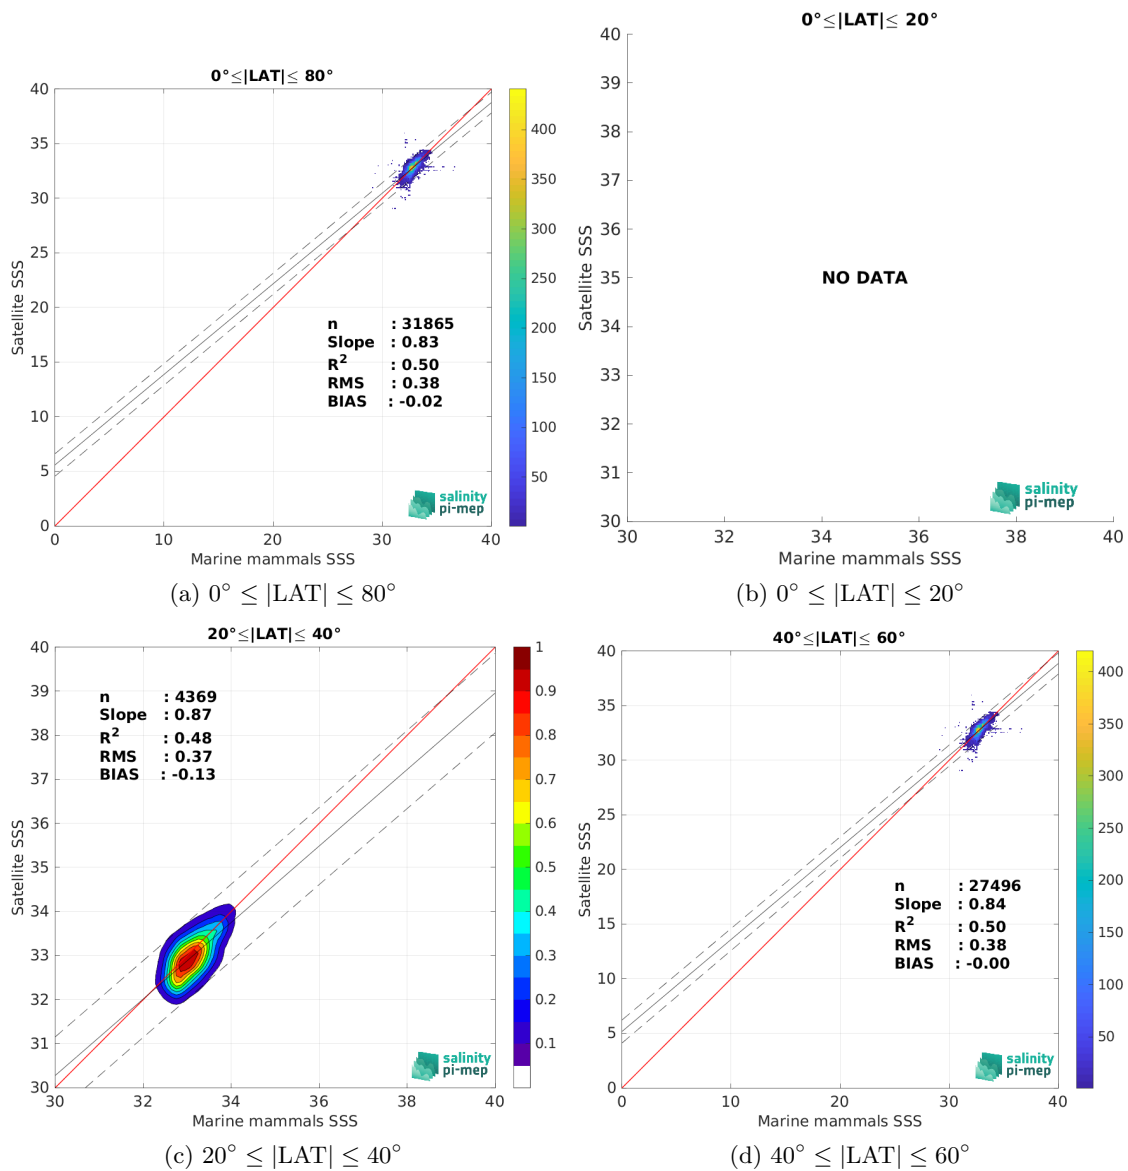 0°≤|LAT|≤ 80°
40
35
30
25
20
15
10
5
0
0
10
20
30
40
Satellite SSS
Marine mammals SSS
n : 31865
Slope : 0.83
R² : 0.50
RMS : 0.38
BIAS : -0.02
400
350
300
250
200
150
100
50
salinity
pi-mep
(a) 0° ≤ |LAT| ≤ 80°
0°≤|LAT|≤ 20°
40
39
38
37
36
35
34
33
32
31
30
30
32
34
36
38
40
Satellite SSS
Marine mammals SSS
NO DATA
salinity
pi-mep
(b) 0° ≤ |LAT| ≤ 20°
20°≤|LAT|≤ 40°
40
39
38
37
36
35
34
33
32
31
30
30
32
34
36
38
40
Satellite SSS
Marine mammals SSS
n : 4369
Slope : 0.87
R² : 0.48
RMS : 0.37
BIAS : -0.13
1
0.9
0.8
0.7
0.6
0.5
0.4
0.3
0.2
0.1
salinity
pi-mep
(c) 20° ≤ |LAT| ≤ 40°
40°≤|LAT|≤ 60°
40
35
30
25
20
15
10
5
0
0
10
20
30
40
Satellite SSS
Marine mammals SSS
n : 27496
Slope : 0.84
R² : 0.50
RMS : 0.38
BIAS : -0.00
400
350
300
250
200
150
100
50
salinity
pi-mep
(d) 40° ≤ |LAT| ≤ 60°